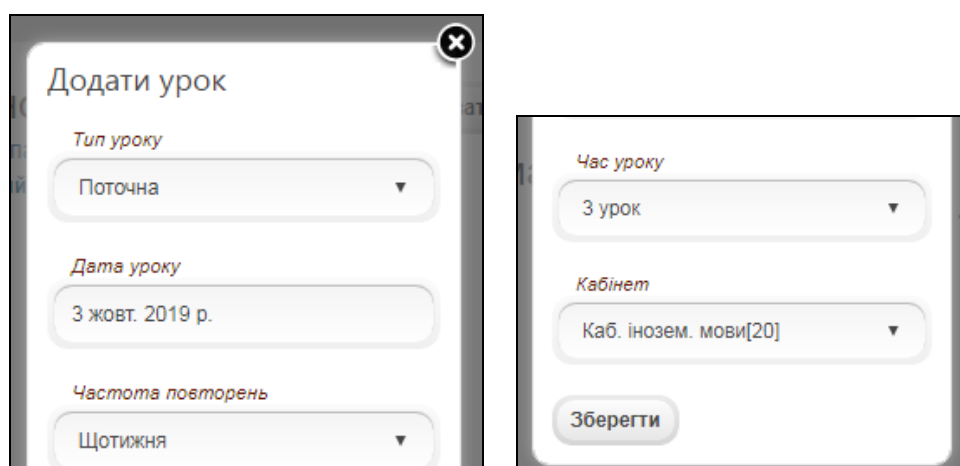 Додати урок
Тип уроку
Поточна
Дата уроку
3 жовт. 2019 р.
Частота повторень
Щотижня
Час уроку
3 урок
Кабінет
Каб. інозем. мови[20]
Зберегти